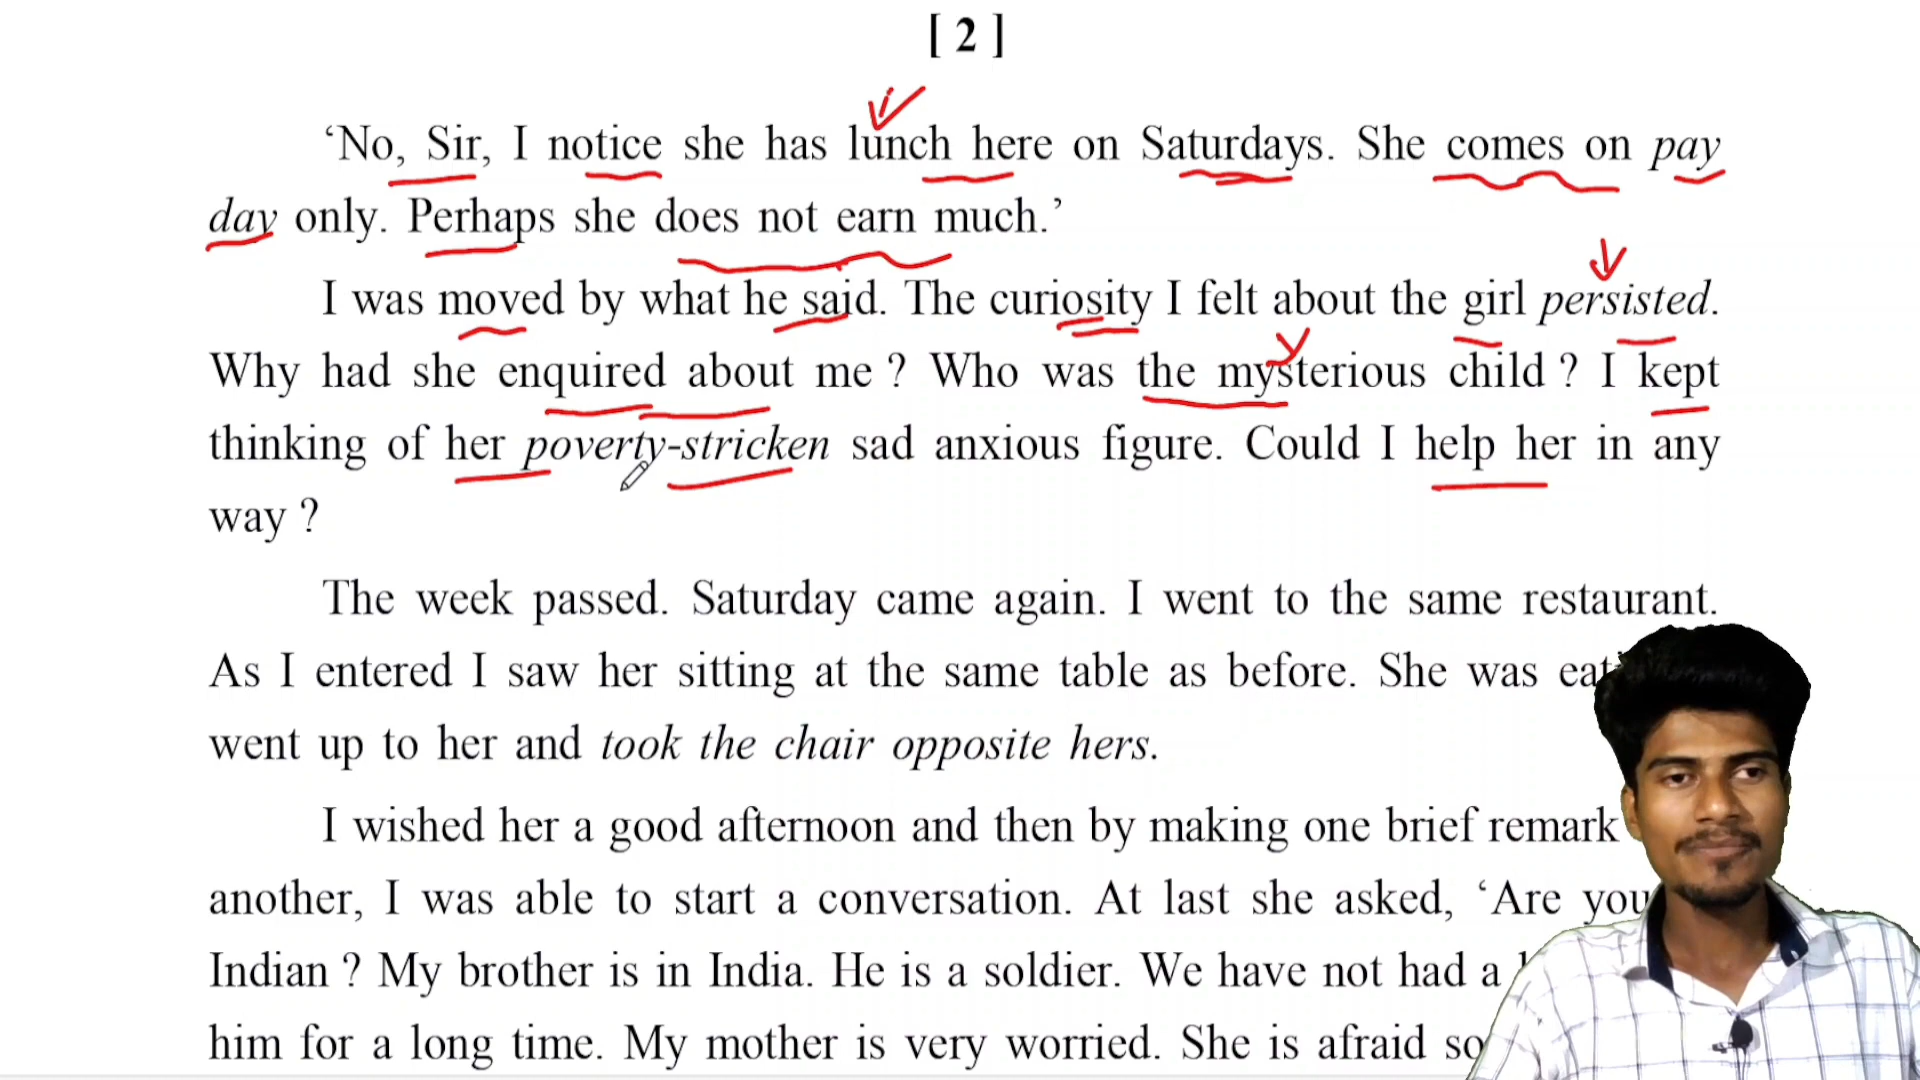 [ 2 ]
‘No, Sir, I notice she has lunch here on Saturdays. She comes on pay
day only. Perhaps she does not earn much.’
I was moved by what he said. The curiosity I felt about the girl persisted.
Why had she enquired about me ? Who was the mysterious child ? I kept
thinking of her poverty-stricken sad anxious figure. Could I help her in any
way ?
The week passed. Saturday came again. I went to the same restaurant.
As I entered I saw her sitting at the same table as before. She was
went up to her and took the chair opposite hers.
I wished her a good afternoon and then by making one brief remark
another, I was able to start a conversation. At last she asked, ‘Are you
Indian ? My brother is in India. He is a soldier. We have not had a
him for a long time. My mother is very worried. She is afraid